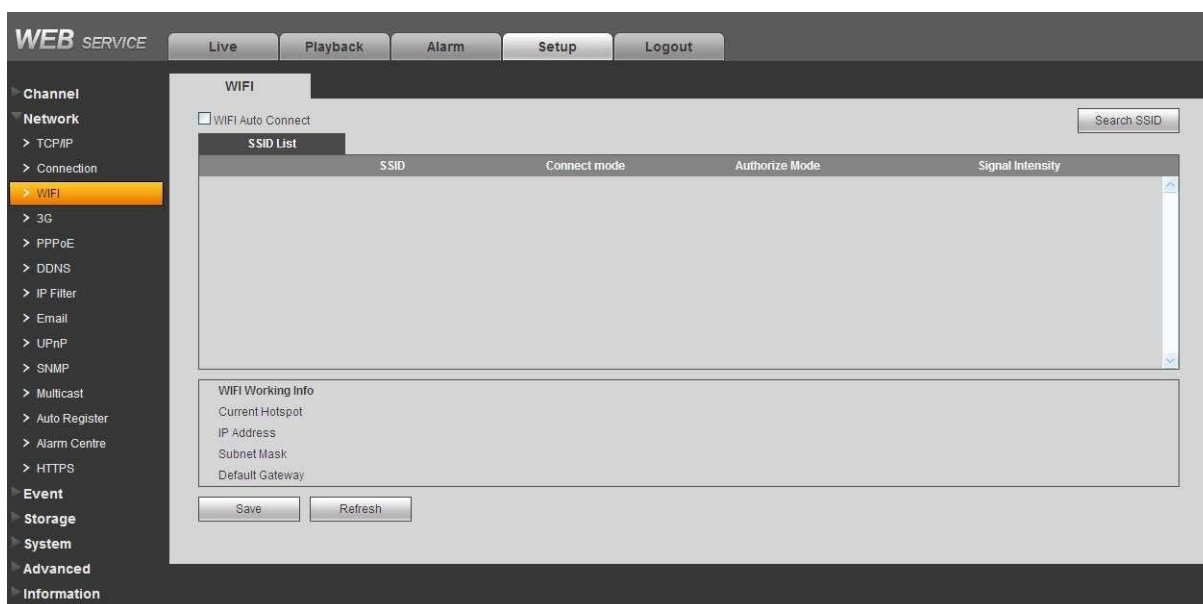 WEB SERVICE
Live Playback Alarm Setup Logout
Channel
Network
> TCP/IP
> Connection
> WIFI
> 3G
> PPPoE
> DDNS
> IP Filter
> Email
> UPnP
> SNMP
> Multicast
> Auto Register
> Alarm Centre
> HTTPS
Event
Storage
System
Advanced
Information
WIFI
WIFI Auto Connect Search SSID
SSID List
SSID Connect mode Authorize Mode Signal Intensity
WIFI Working Info
Current Hotspot
IP Address
Subnet Mask
Default Gateway
Save Refresh